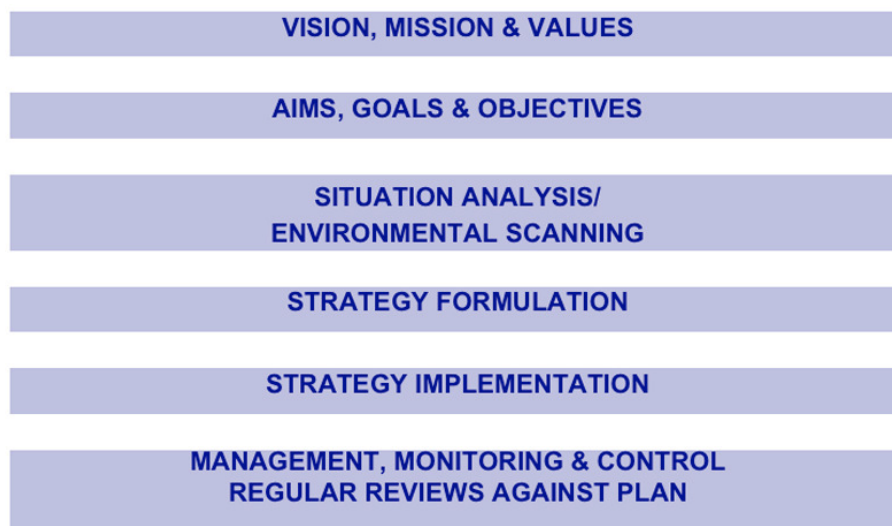 VISION, MISSION & VALUES
AIMS, GOALS & OBJECTIVES
SITUATION ANALYSIS/
ENVIRONMENTAL SCANNING
STRATEGY FORMULATION
STRATEGY IMPLEMENTATION
MANAGEMENT, MONITORING & CONTROL
REGULAR REVIEWS AGAINST PLAN